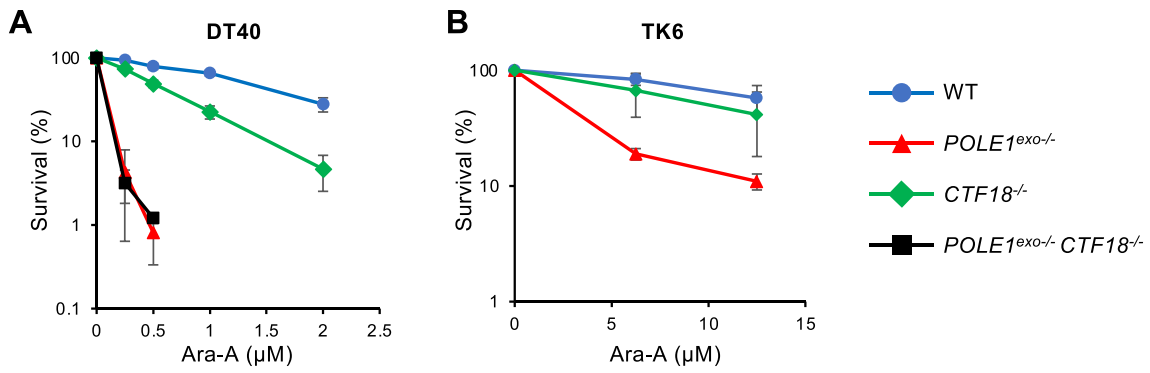 A
DT40
100
10
1
0.1
Survival (%)
0 0.5 1 1.5 2 2.5
Ara-A (μM)
B
TK6
100
10
1
Survival (%)
0 5 10 15
Ara-A (μM)
WT
POLE1exo-/-
CTF18-/-
POLE1exo-/- CTF18-/-